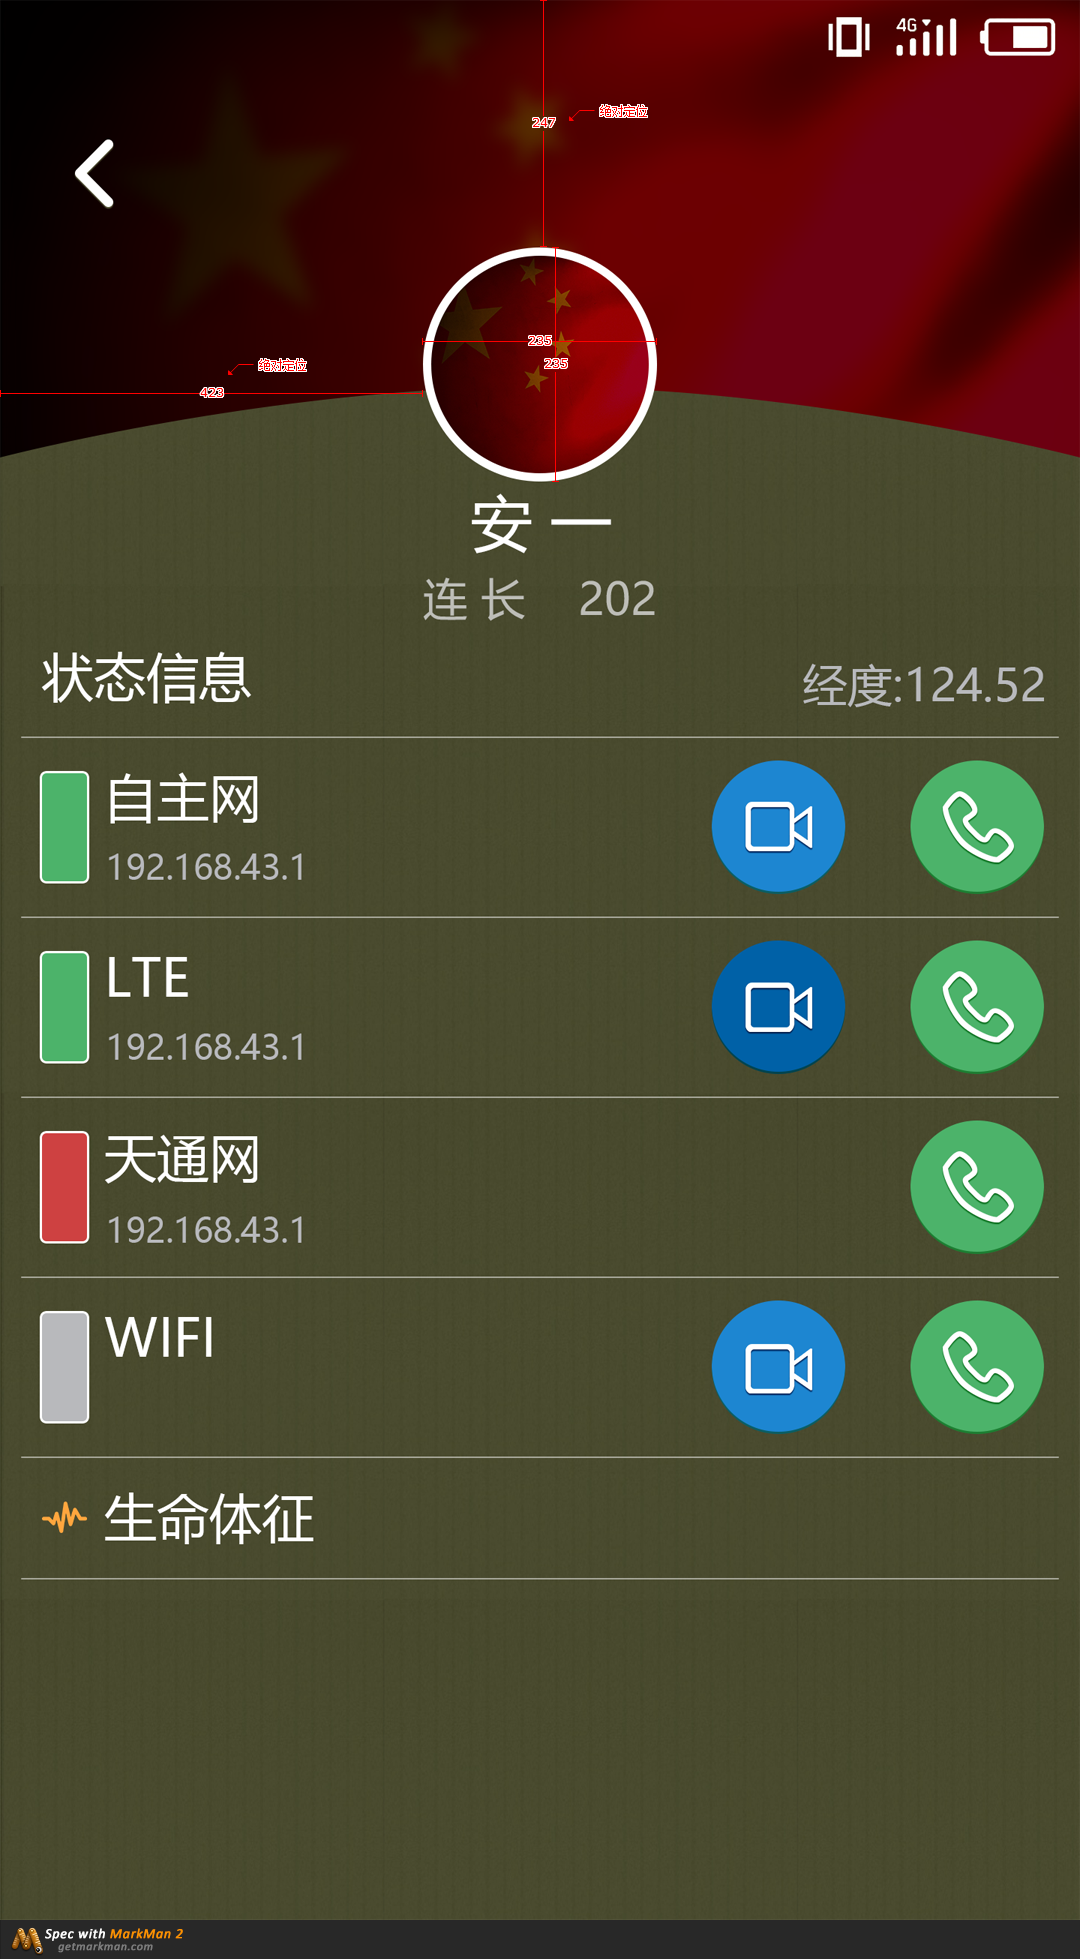 4G
247
绝对定位
235
235
绝对定位
423
安 一
连 长 202
状态信息
经度:124.52
自主网
192.168.43.1
LTE
192.168.43.1
天通网
192.168.43.1
WIFI
生命体征
Spec with MarkMan 2
getmarkman.com